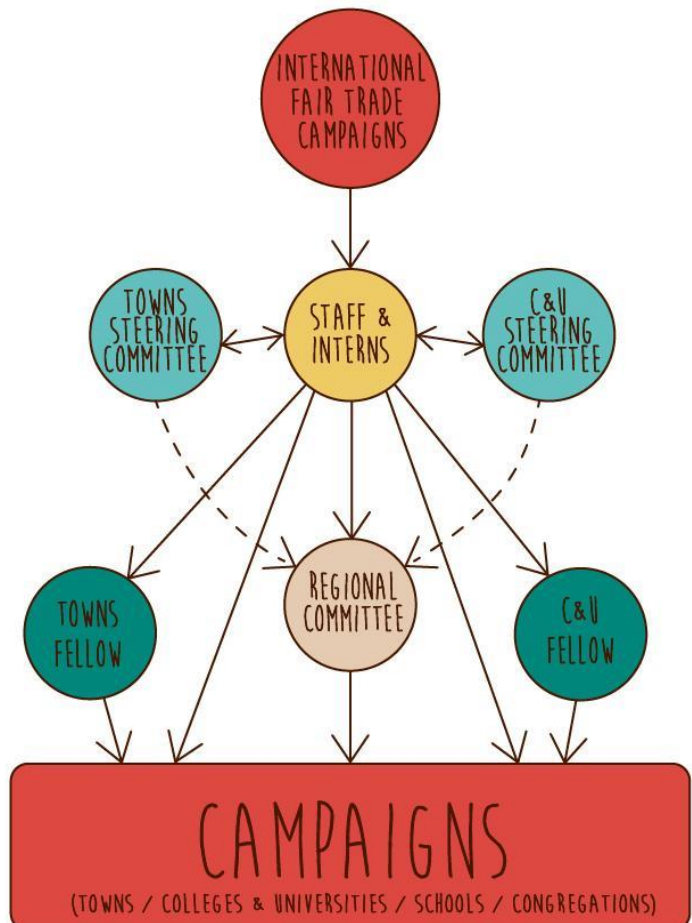 INTERNATIONAL
FAIR TRADE
CAMPAIGNS
TOWNS
STEERING
COMMITTEE
STAFF &
INTERNS
C&U
STEERING
COMMITTEE
TOWNS
FELLOW
REGIONAL
COMMITTEE
C&U
FELLOW
CAMPAIGNS
(TOWNS / COLLEGES & UNIVERSITIES / SCHOOLS / CONGREGATIONS)